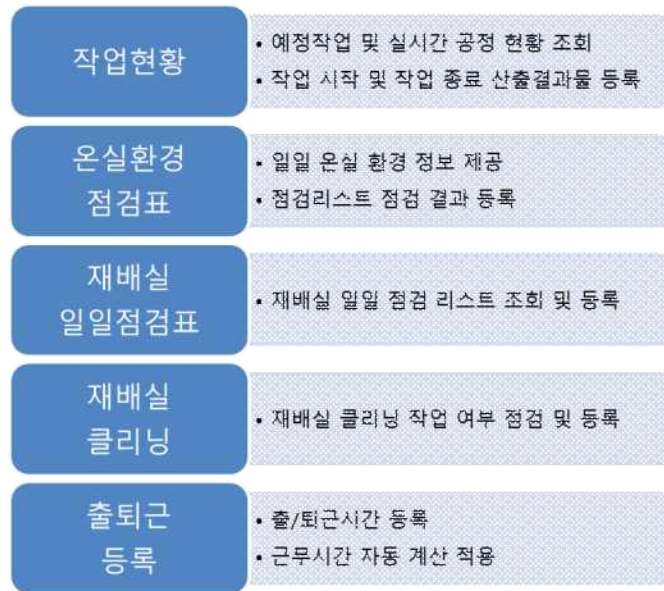 작업현황
• 예정작업 및 실시간 공정 현황 조회
• 작업 시작 및 작업 종료 산출결과물 등록
온실환경
점검표
• 일일 온실 환경 정보 제공
• 점검리스트 점검 결과 등록
재배실
일일점검표
• 재배실 일일 점검 리스트 조회 및 등록
재배실
클리닝
• 재배실 클리닝 작업 여부 점검 및 등록
출퇴근
등록
• 출/퇴근시간 등록
• 근무시간 자동 계산 적용